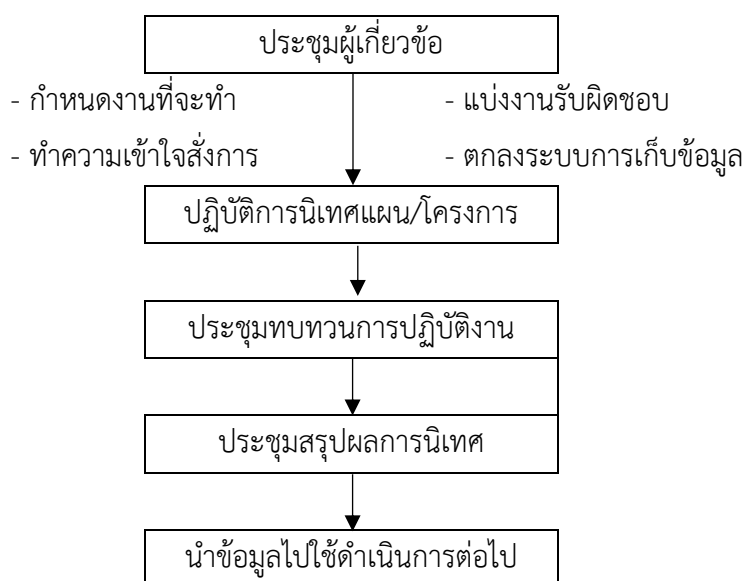 ประชุมผู้เกี่ยวข้อ
- กำหนดงานที่จะทำ
- แบ่งงานรับผิดชอบ
- ทำความเข้าใจสั่งการ
- ตกลงระบบการเก็บข้อมูล
ปฏิบัติการนิเทศแผน/โครงการ
ประชุมทบทวนการปฏิบัติงาน
ประชุมสรุปผลการนิเทศ
นำข้อมูลไปใช้ดำเนินการต่อไป